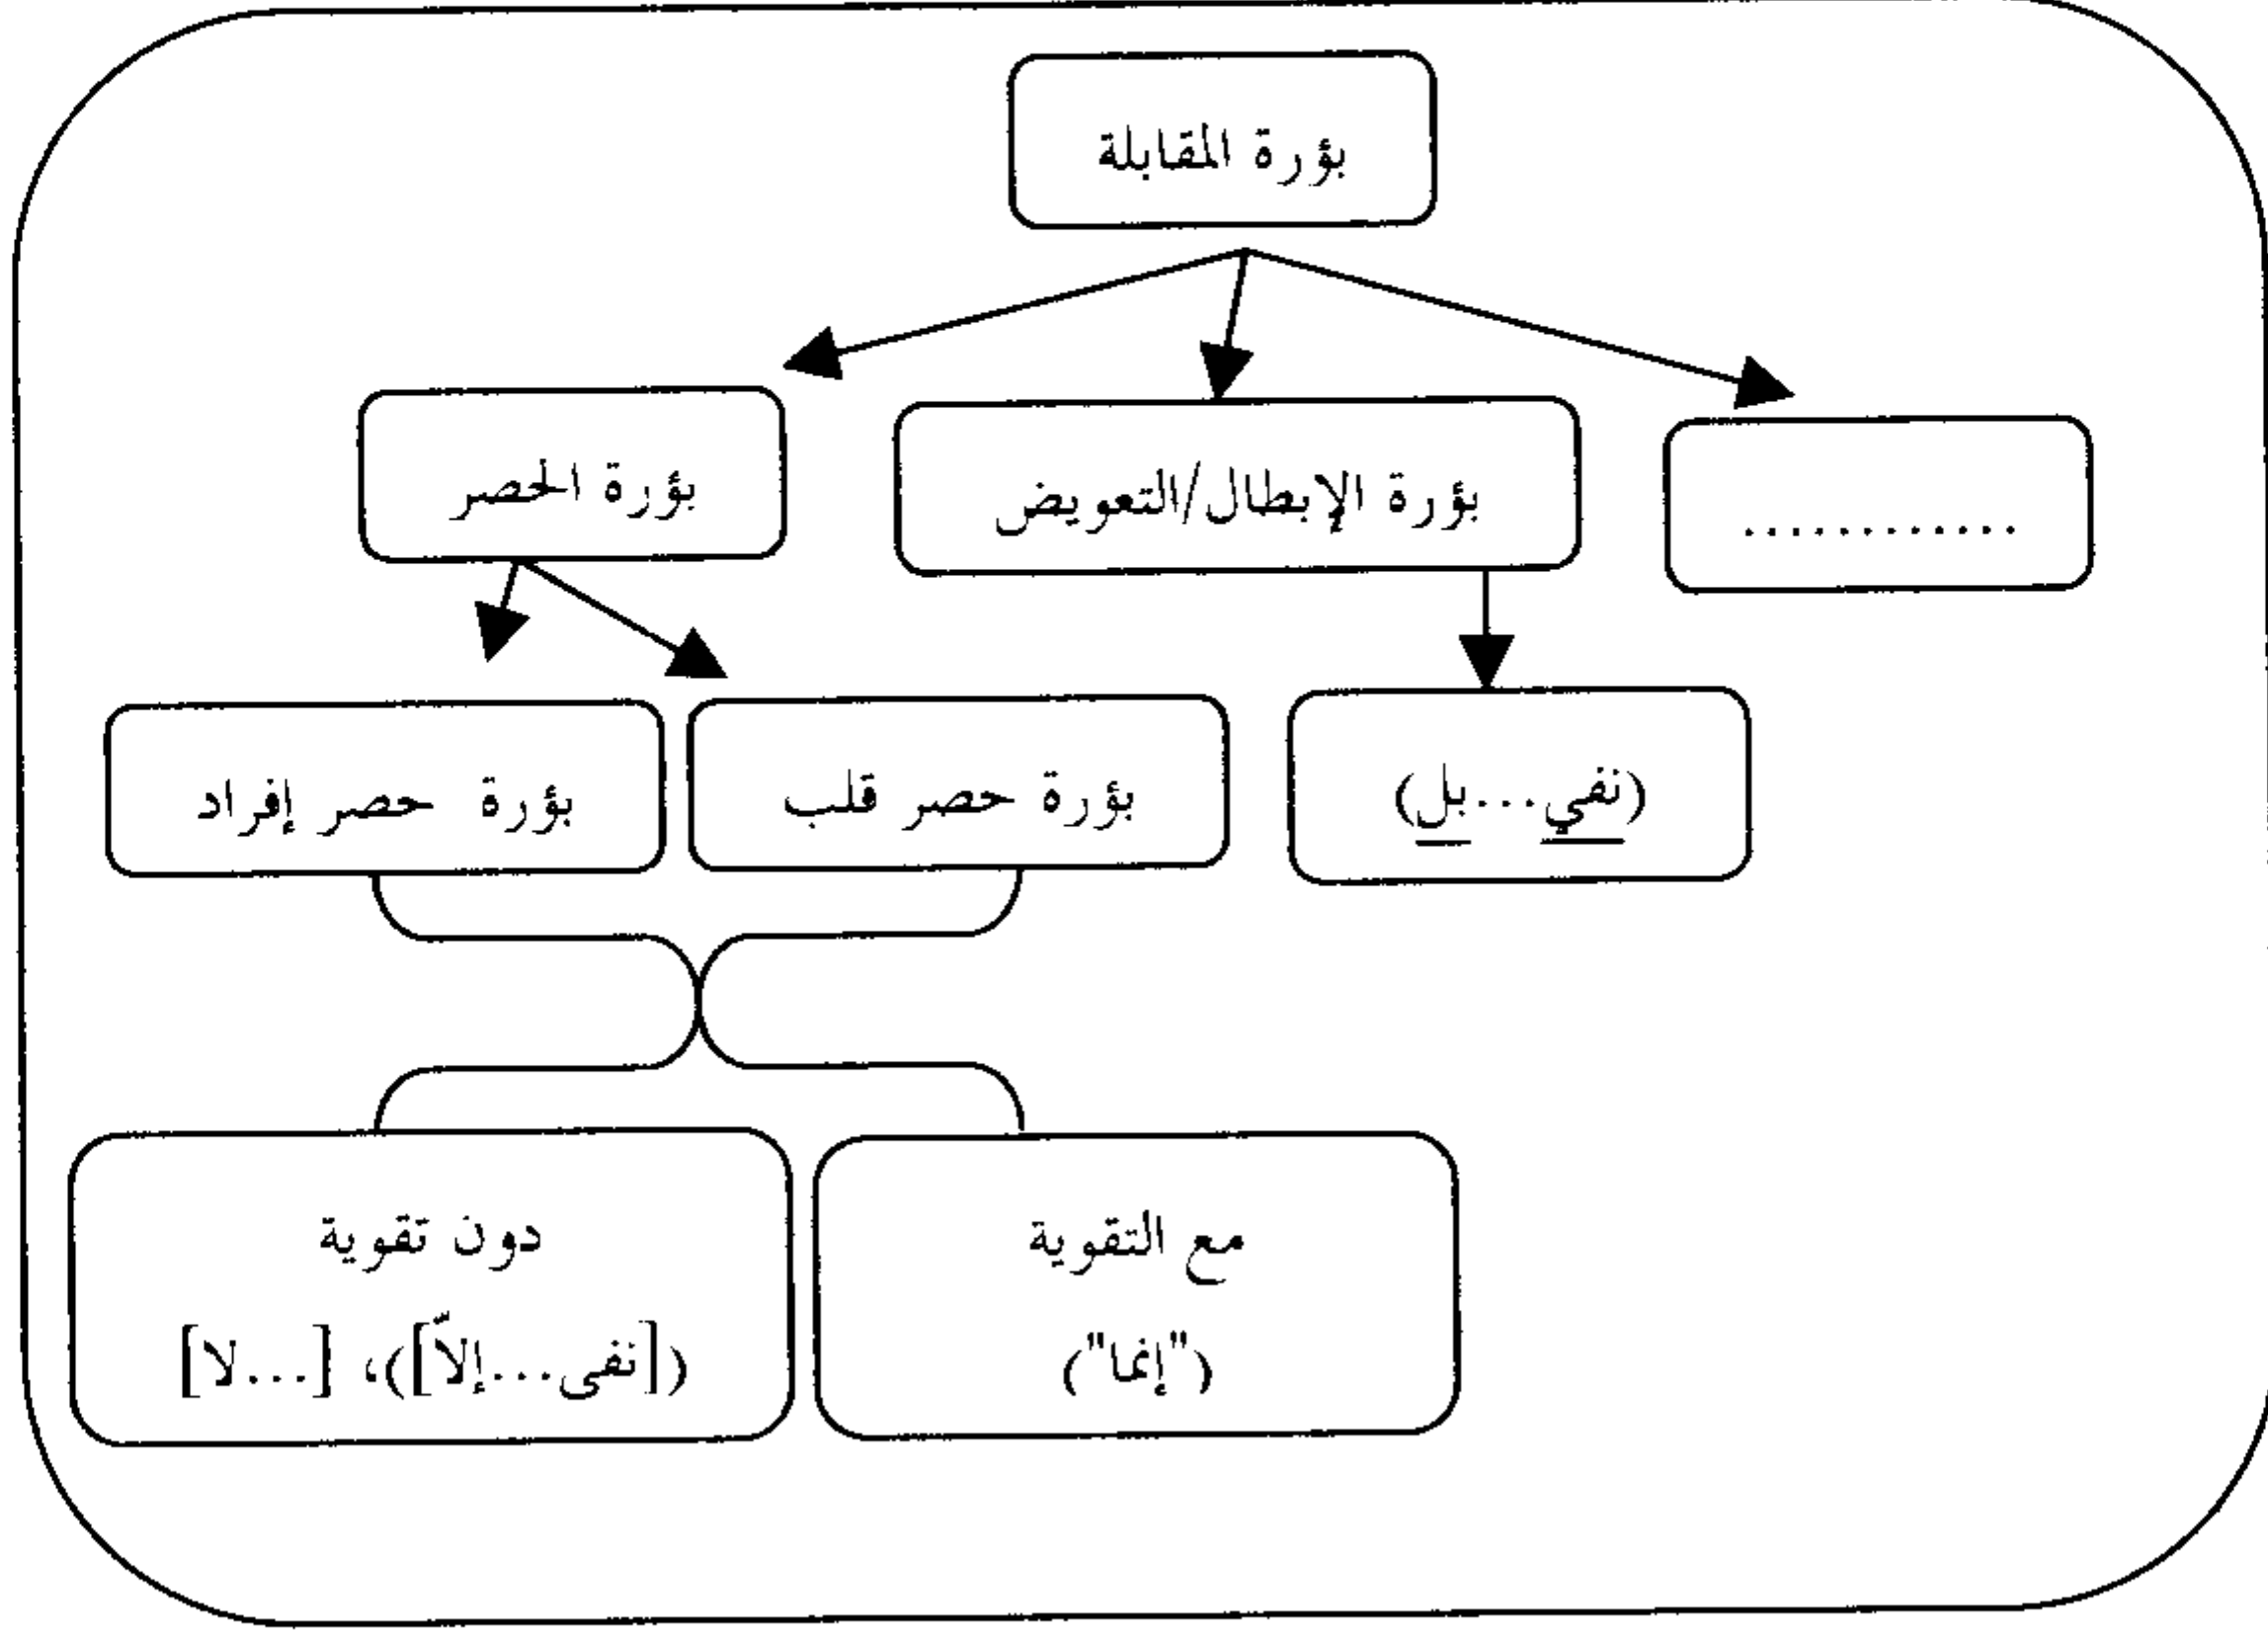 بؤرة المقابلة
............
بؤرة الإبطال/التعويض
بؤرة الحصر
(نفي...بل)
بؤرة حصر قلب
بؤرة حصر إفراد
مع التقوية
("إنما")
دون تقوية
([نفى...إلاّ])، [...لا]